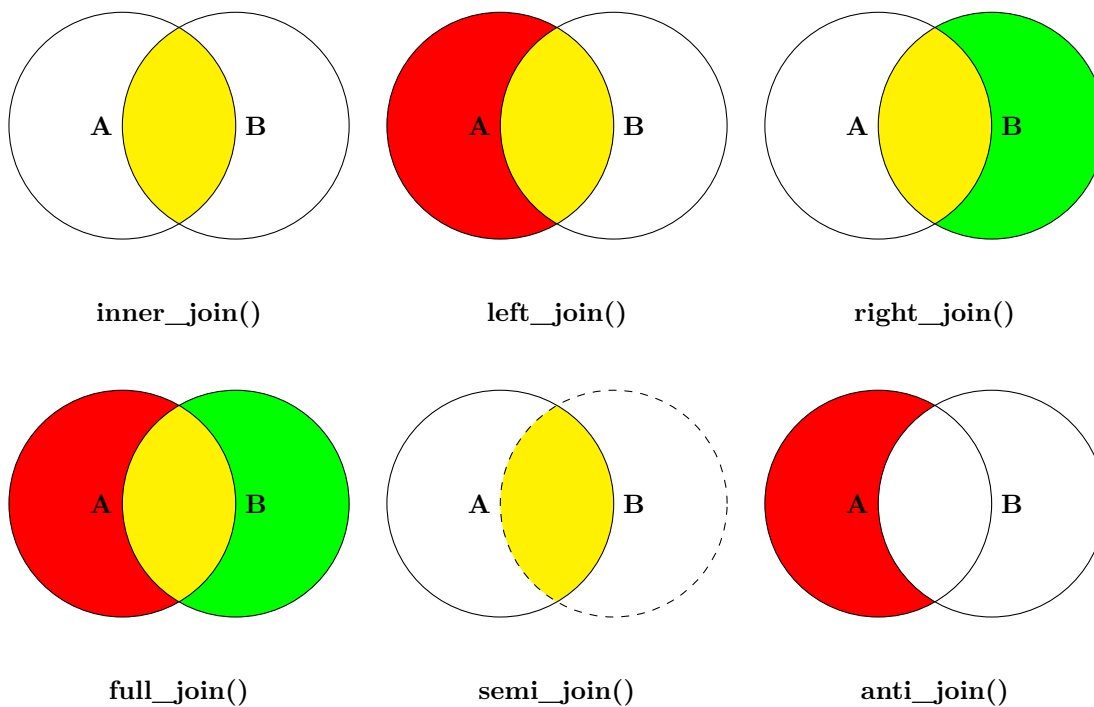 A B A B A B
inner_join() left_join() right_join()
A B A B A B
full_join() semi_join() anti_join()